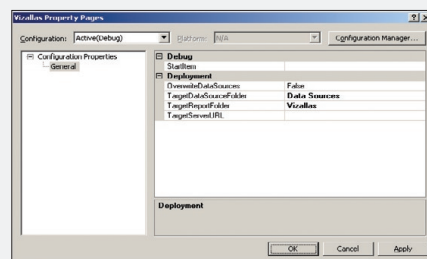 Vizallas Property Pages
Configuration: Active(Debug) Platform: N/A Configuration Manager...
Configuration Properties
General
Debug
StartItem
Deployment
OverwriteDataSources False
TargetDataSourceFolder Data Sources
TargetReportFolder Vizallas
TargetServerURL
Deployment
OK Cancel Apply